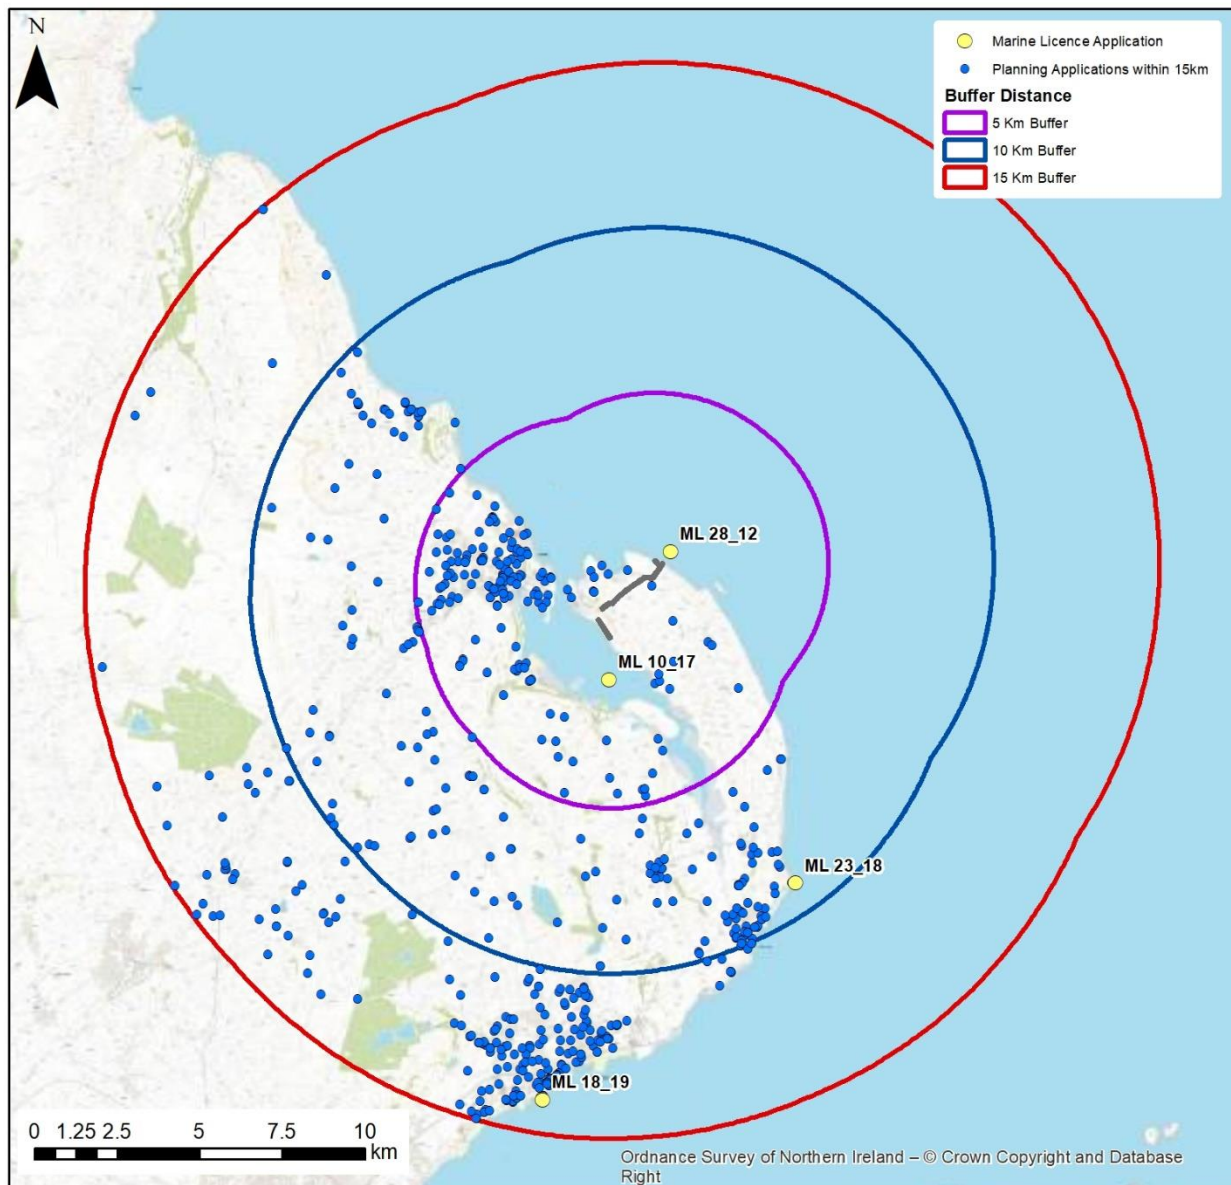 N
Marine Licence Application
Planning Applications within 15km
Buffer Distance
5 Km Buffer
10 Km Buffer
15 Km Buffer
ML 28_12
ML 10_17
ML 23_18
ML 18_19
0 1.25 2.5 5 7.5 10
km
Ordnance Survey of Northern Ireland – © Crown Copyright and Database
Right